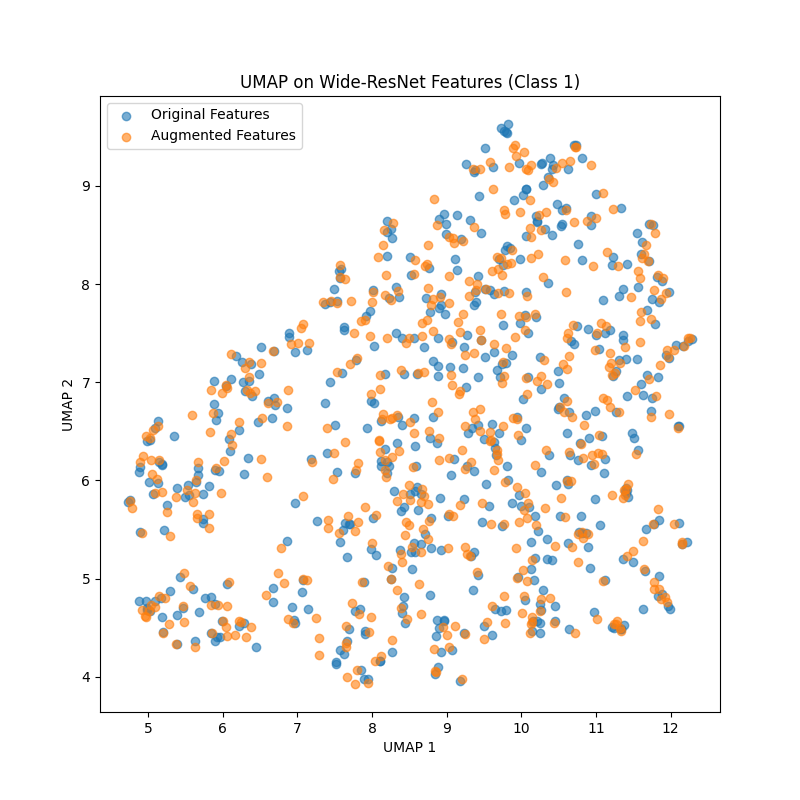 UMAP on Wide-ResNet Features (Class 1)
Original Features
Augmented Features
UMAP 2
9
8
7
6
5
4
5 6 7 8 9 10 11 12
UMAP 1